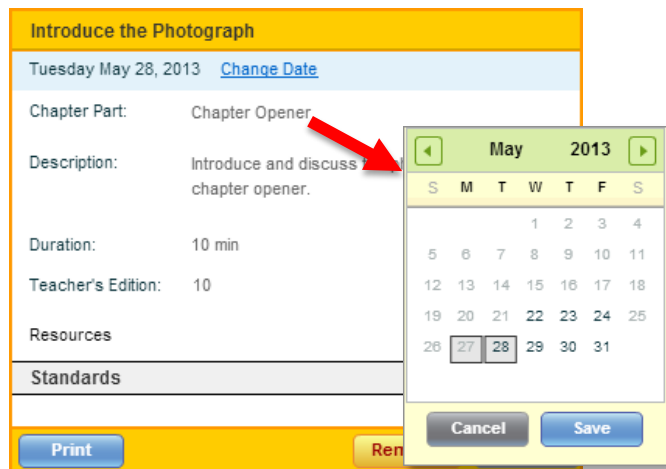 Introduce the Photograph
Tuesday May 28, 2013 Change Date
Chapter Part: Chapter Opener
Description: Introduce and discuss
chapter opener.
Duration: 10 min
Teacher's Edition: 10
Resources
Standards
Print
May 2013
S M T W T F S
1 2 3 4
5 6 7 8 9 10 11
12 13 14 15 16 17 18
19 20 21 22 23 24 25
26 27 28 29 30 31
Cancel Save